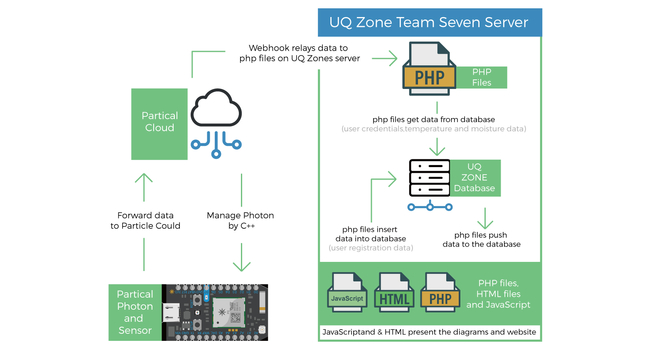 UQ Zone Team Seven Server
Webhook relays data to
php files on UQ Zones server
PHP
PHP
Files
Partical
Cloud
php files get data from database
(user credentials,temperature and moisture data)
UQ
ZONE
Database
Forward data
to Particle Could
Manage Photon
by C++
php files insert
data into database
(user registration data)
php files push
data to the database
Partical
Photon
and
Sensor
JavaScript
HTML
PHP
PHP files,
HTML files
and JavaScript
JavaScriptand & HTML present the diagrams and website